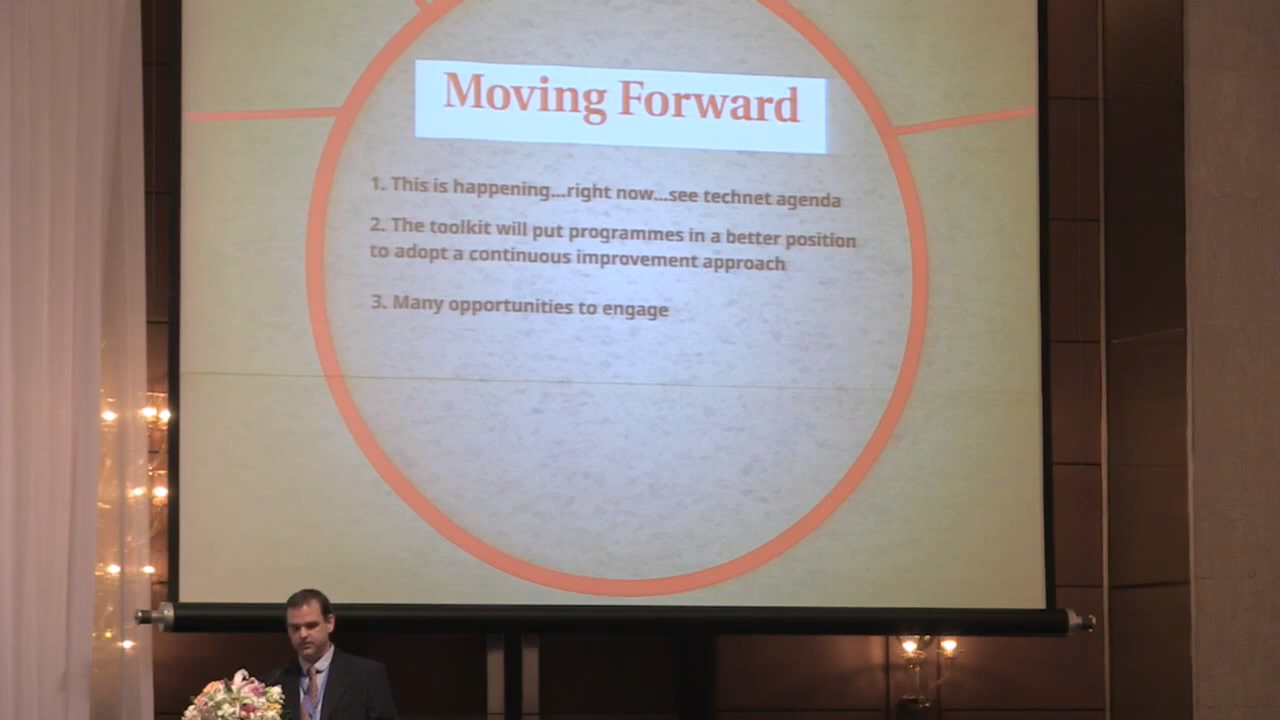 Moving Forward
1. This is happening...right now...see technet agenda
2. The toolkit will put programmes in a better position
to adopt a continuous improvement approach
3. Many opportunities to engage